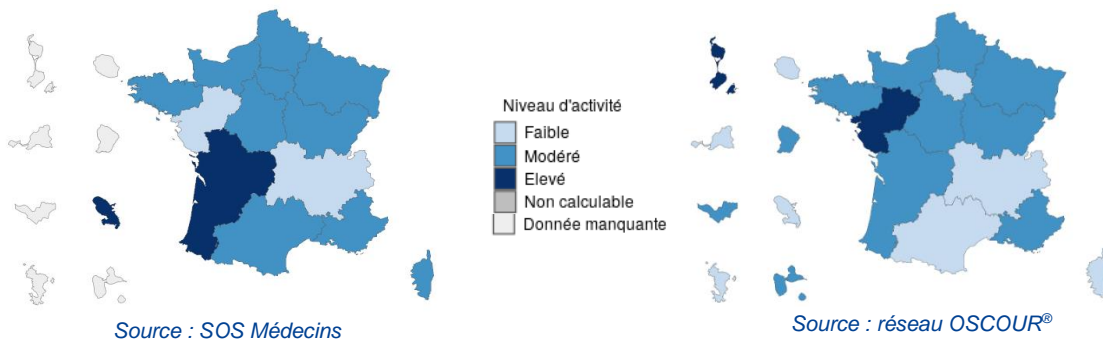 Niveau d'activité
Faible
Modéré
Elevé
Non calculable
Donnée manquante
Source : SOS Médecins
Source : réseau OSCOUR®